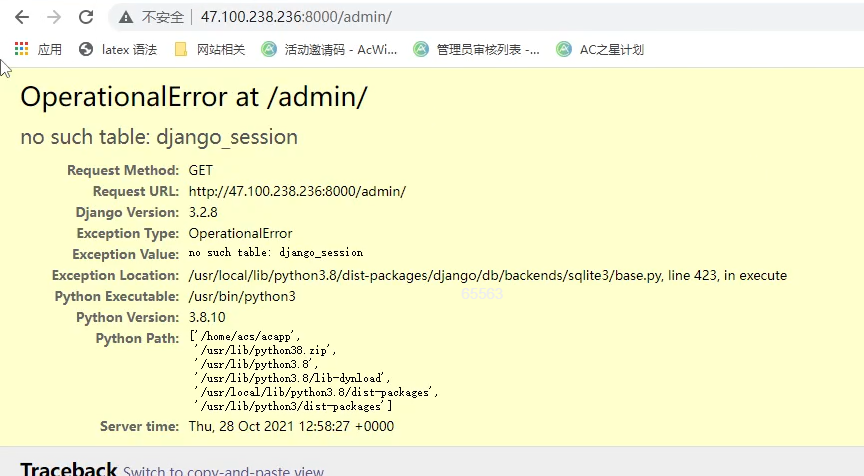 不安全 | 47.100.238.236:8000/admin/
应用 latex 语法 网站相关 活动邀请码 - AcWi... 管理员审核列表 -... AC之星计划
OperationalError at /admin/
no such table: django_session
Request Method: GET
Request URL: http://47.100.238.236:8000/admin/
Django Version: 3.2.8
Exception Type: OperationalError
Exception Value: no such table: django_session
Exception Location: /usr/local/lib/python3.8/dist-packages/django/db/backends/sqlite3/base.py, line 423, in execute
Python Executable: /usr/bin/python3
65563
Python Version: 3.8.10
Python Path: ['/home/acs/acapp',
'/usr/lib/python38.zip',
'/usr/lib/python3.8',
'/usr/lib/python3.8/lib-dynload',
'/usr/local/lib/python3.8/dist-packages',
'/usr/lib/python3/dist-packages']
Server time: Thu, 28 Oct 2021 12:58:27 +0000
Traceback Switch to copy-and-paste view